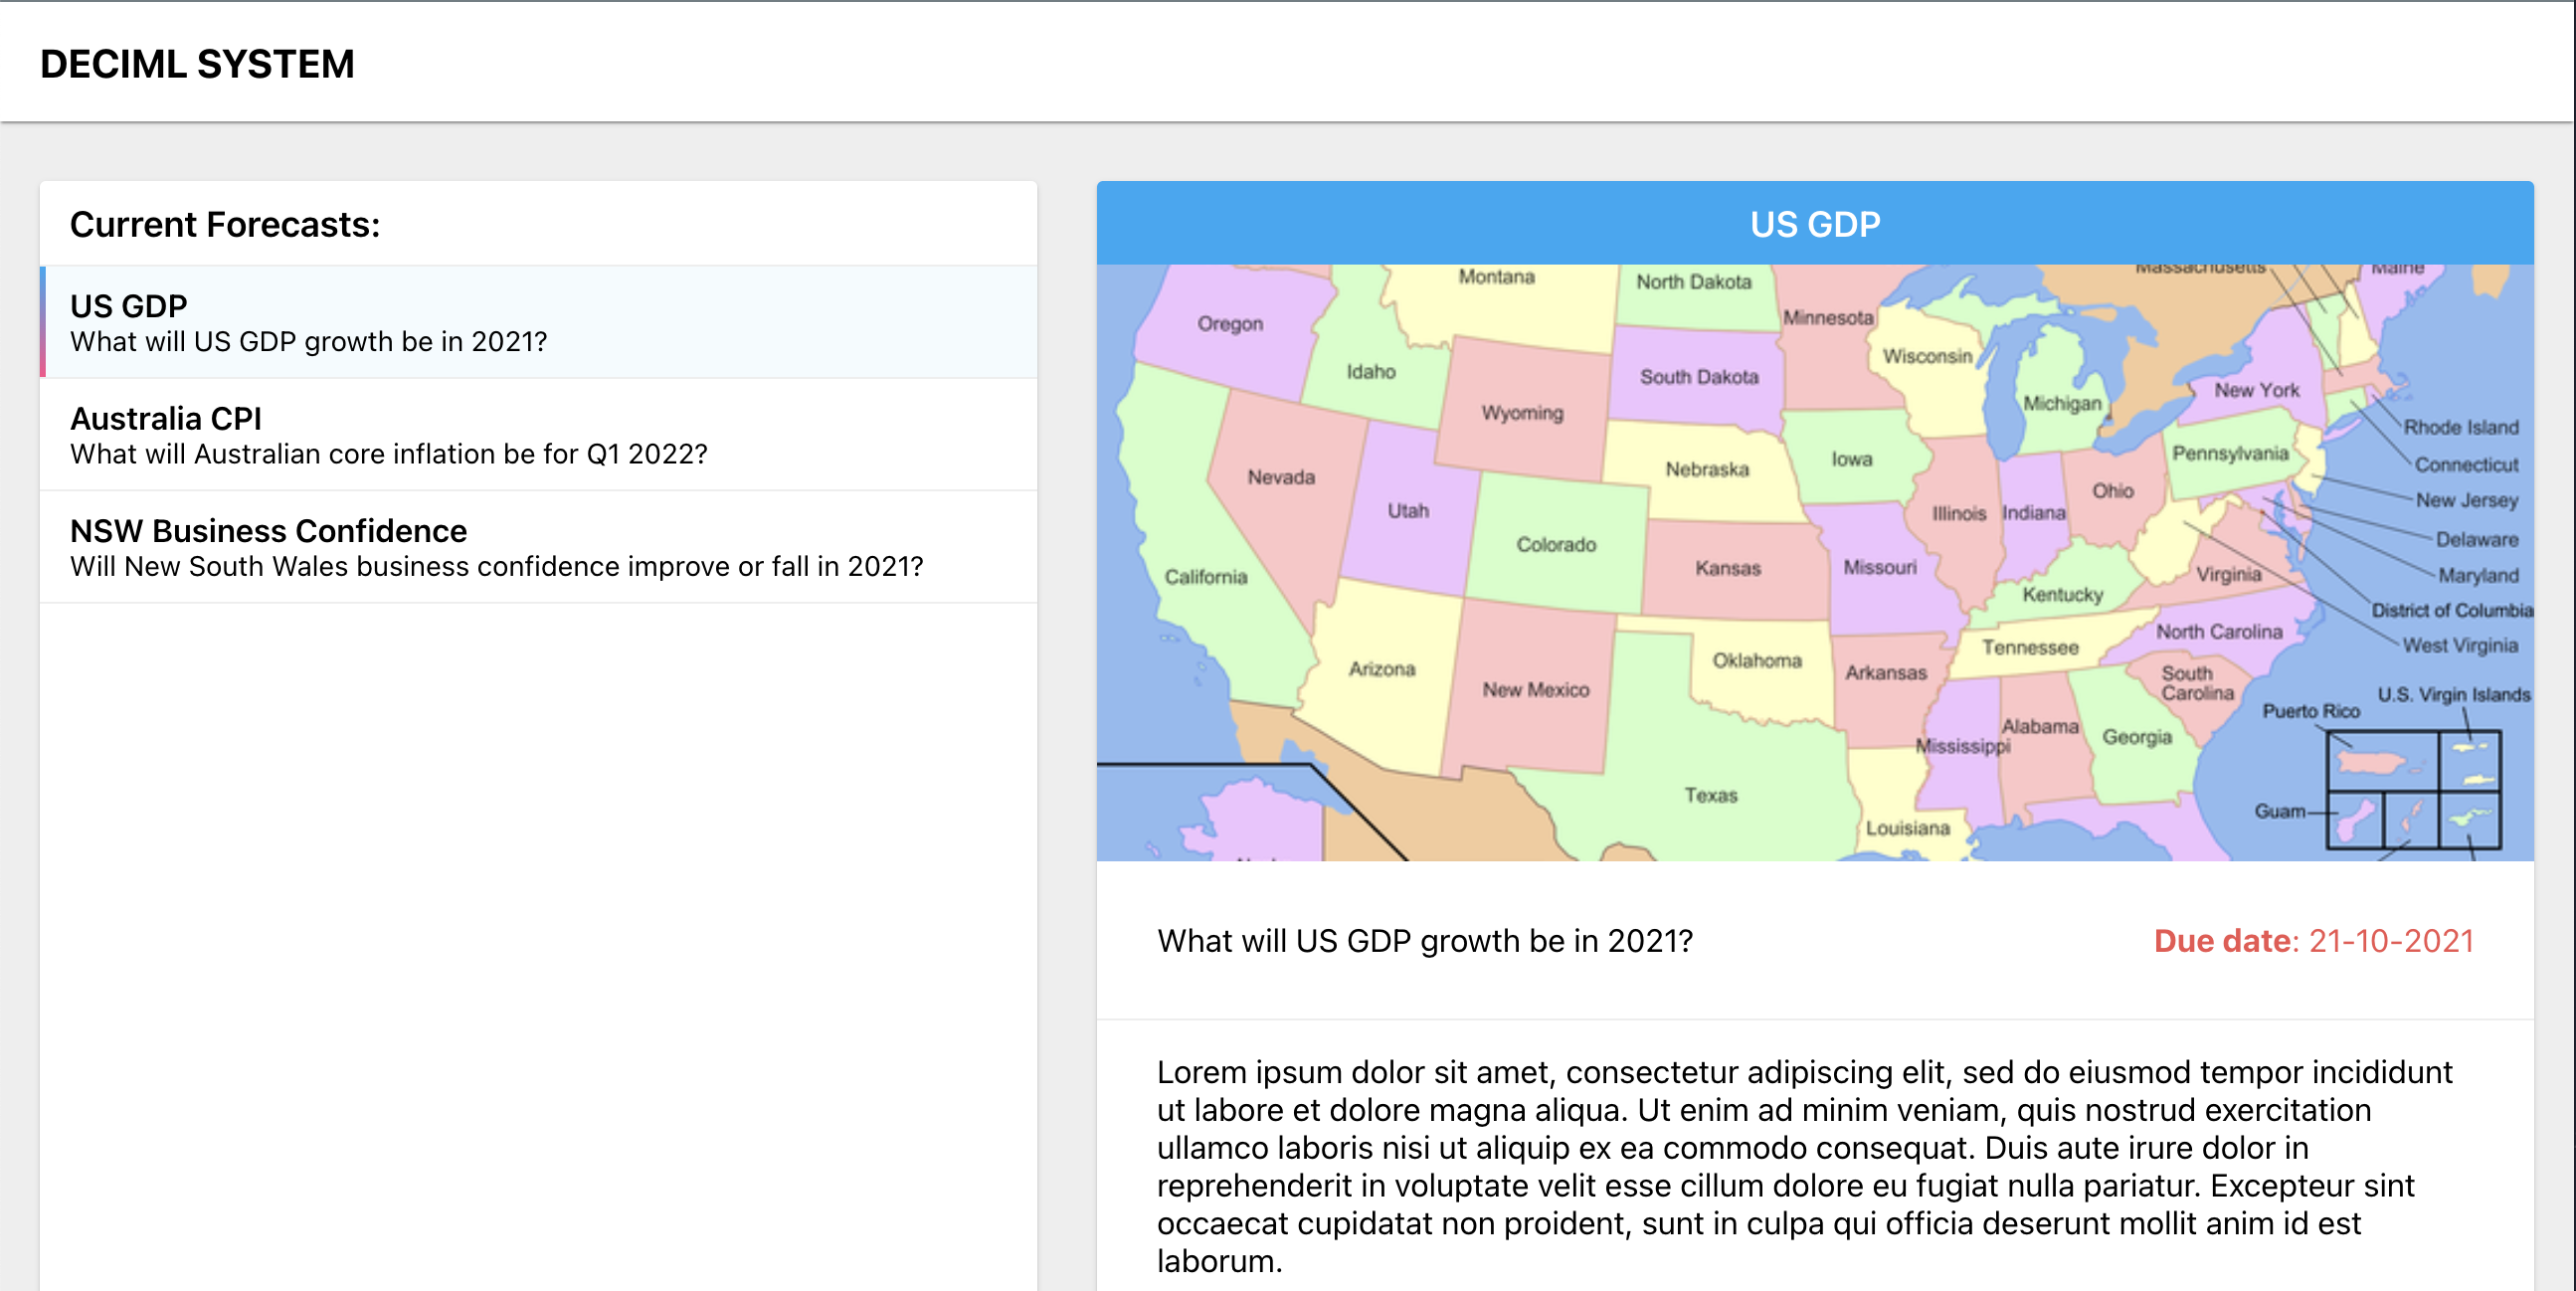 DECIML SYSTEM
Current Forecasts:
US GDP
What will US GDP growth be in 2021?
Australia CPI
What will Australian core inflation be for Q1 2022?
NSW Business Confidence
Will New South Wales business confidence improve or fall in 2021?
US GDP
Massachusetts
Maine
Montana
North Dakota
Minnesota
Oregon
Wisconsin
Idaho
South Dakota
New York
Michigan
Wyoming
Rhode Island
Pennsylvania
Iowa
Connecticut
Nebraska
Nevada
Ohio
New Jersey
Utah
Illinois
Indiana
Delaware
Colorado
Kansas
Missouri
Virginia
Maryland
California
Kentucky
District of Columbia
North Carolina
West Virginia
Tennessee
Oklahoma
Arizona
Arkansas
South
Carolina
New Mexico
U.S. Virgin Islands
Puerto Rico
Alabama
Georgia
Mississippi
Texas
Guam
Louisiana
What will US GDP growth be in 2021?
Due date: 21-10-2021
Lorem ipsum dolor sit amet, consectetur adipiscing elit, sed do eiusmod tempor incididunt
ut labore et dolore magna aliqua. Ut enim ad minim veniam, quis nostrud exercitation
ullamco laboris nisi ut aliquip ex ea commodo consequat. Duis aute irure dolor in
reprehenderit in voluptate velit esse cillum dolore eu fugiat nulla pariatur. Excepteur sint
occaecat cupidatat non proident, sunt in culpa qui officia deserunt mollit anim id est
laborum.